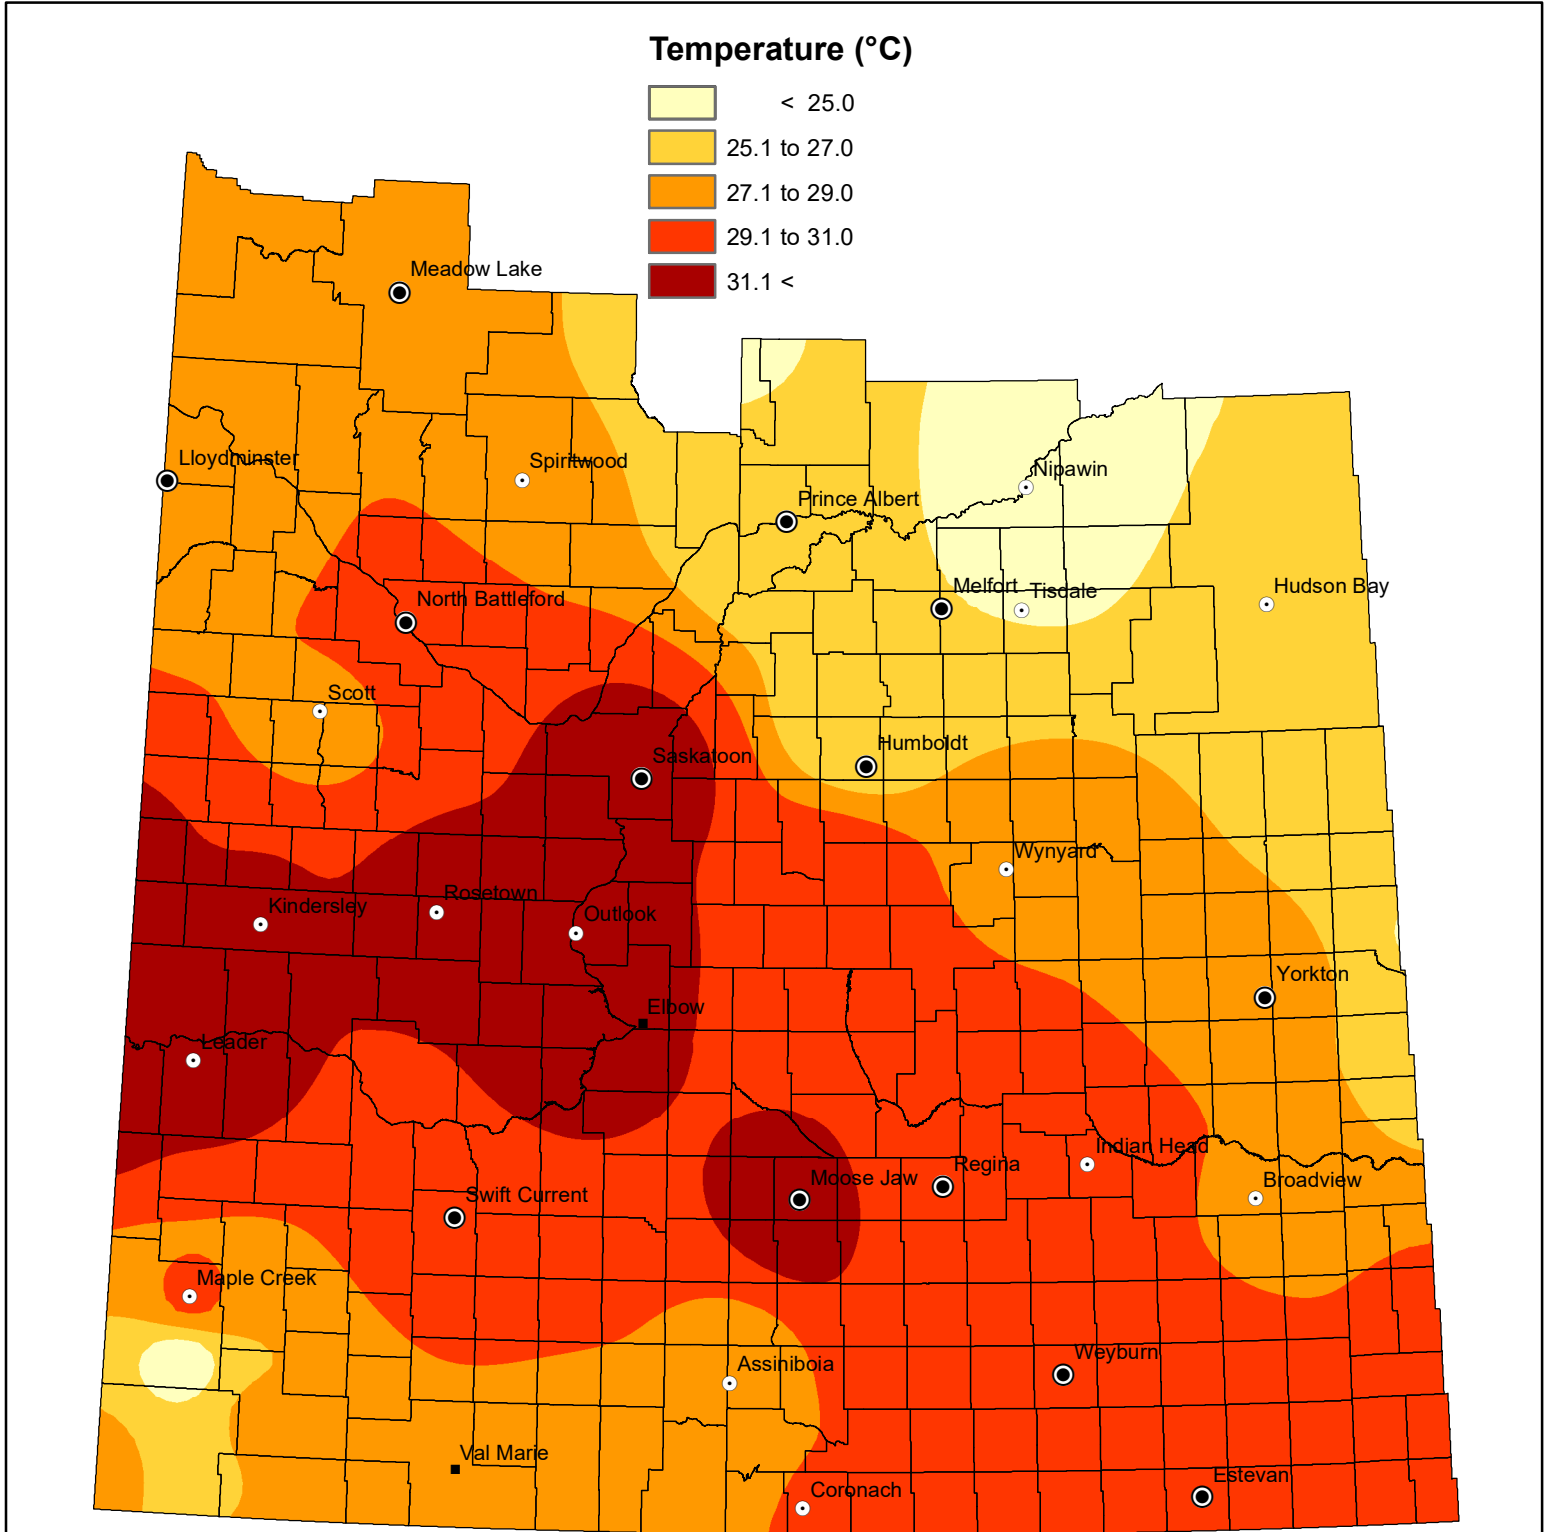 Temperature (°C)
< 25.0
25.1 to 27.0
27.1 to 29.0
29.1 to 31.0
31.1 <
Meadow Lake
Lloydminster
Spiritwood
Nipawin
Prince Albert
Melfort
Tisdale
Hudson Bay
North Battleford
Scott
Humboldt
Saskatoon
Wynyard
Rosetown
Kindersley
Outlook
Yorkton
Elbow
Leader
Indian Head
Regina
Moose Jaw
Broadview
Swift Current
Maple Creek
Weyburn
Assiniboia
Val Marie
Estevan
Coronach